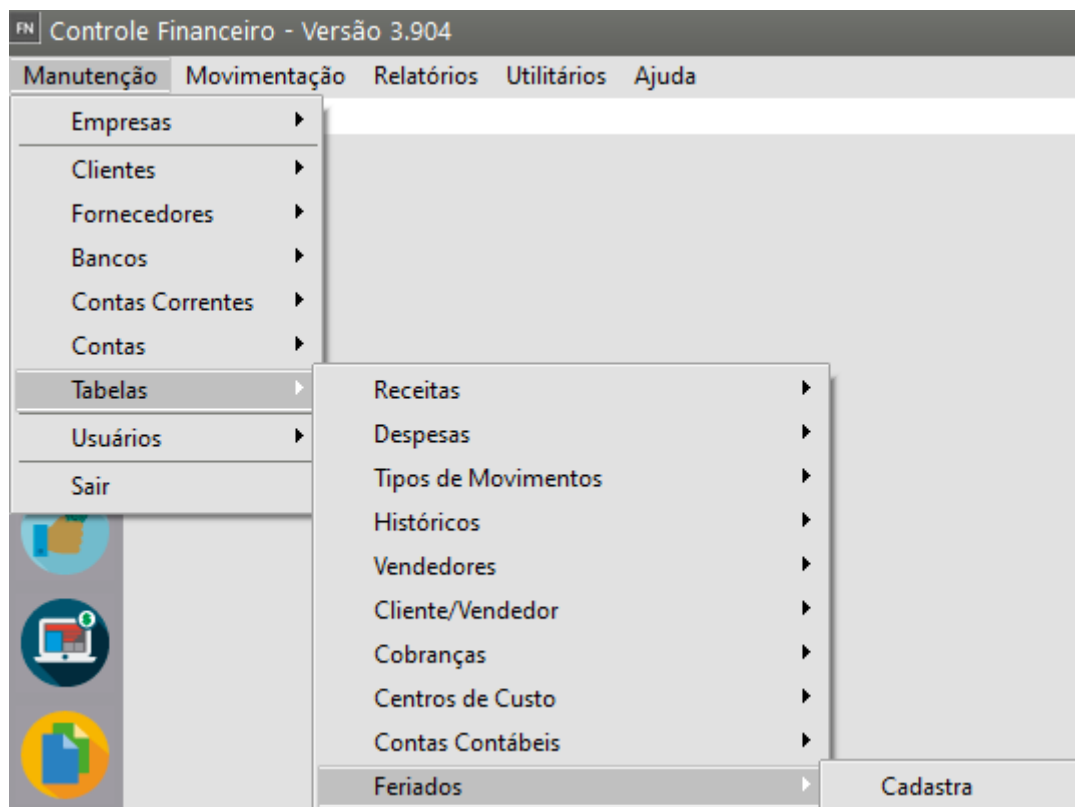 FN Controle Financeiro - Versão 3.904
Manutenção Movimentação Relatórios Utilitários Ajuda
Empresas
Clientes
Fornecedores
Bancos
Contas Correntes
Contas
Tabelas
Usuários
Sair
Receitas
Despesas
Tipos de Movimentos
Históricos
Vendedores
Cliente/Vendedor
Cobranças
Centros de Custo
Contas Contábeis
Feriados
Cadastra